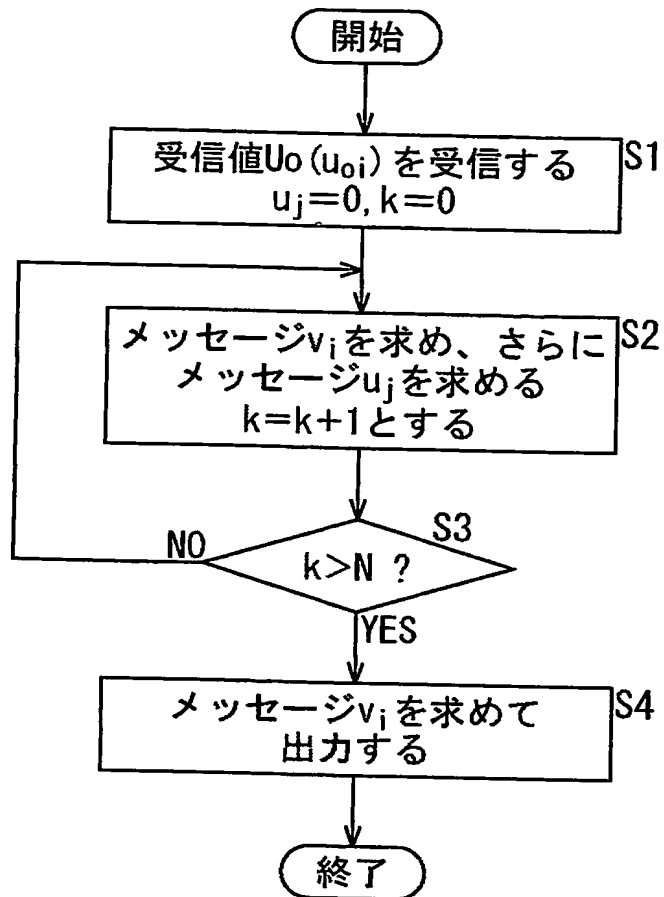 開始
受信値Uo(u₀ᵢ)を受信する
uⱼ=0, k=0
S1
メッセージvᵢを求め、さらに
メッセージuⱼを求める
k=k+1とする
S2
S3
k>N ?
NO
YES
メッセージvᵢを求めて
出力する
S4
終了